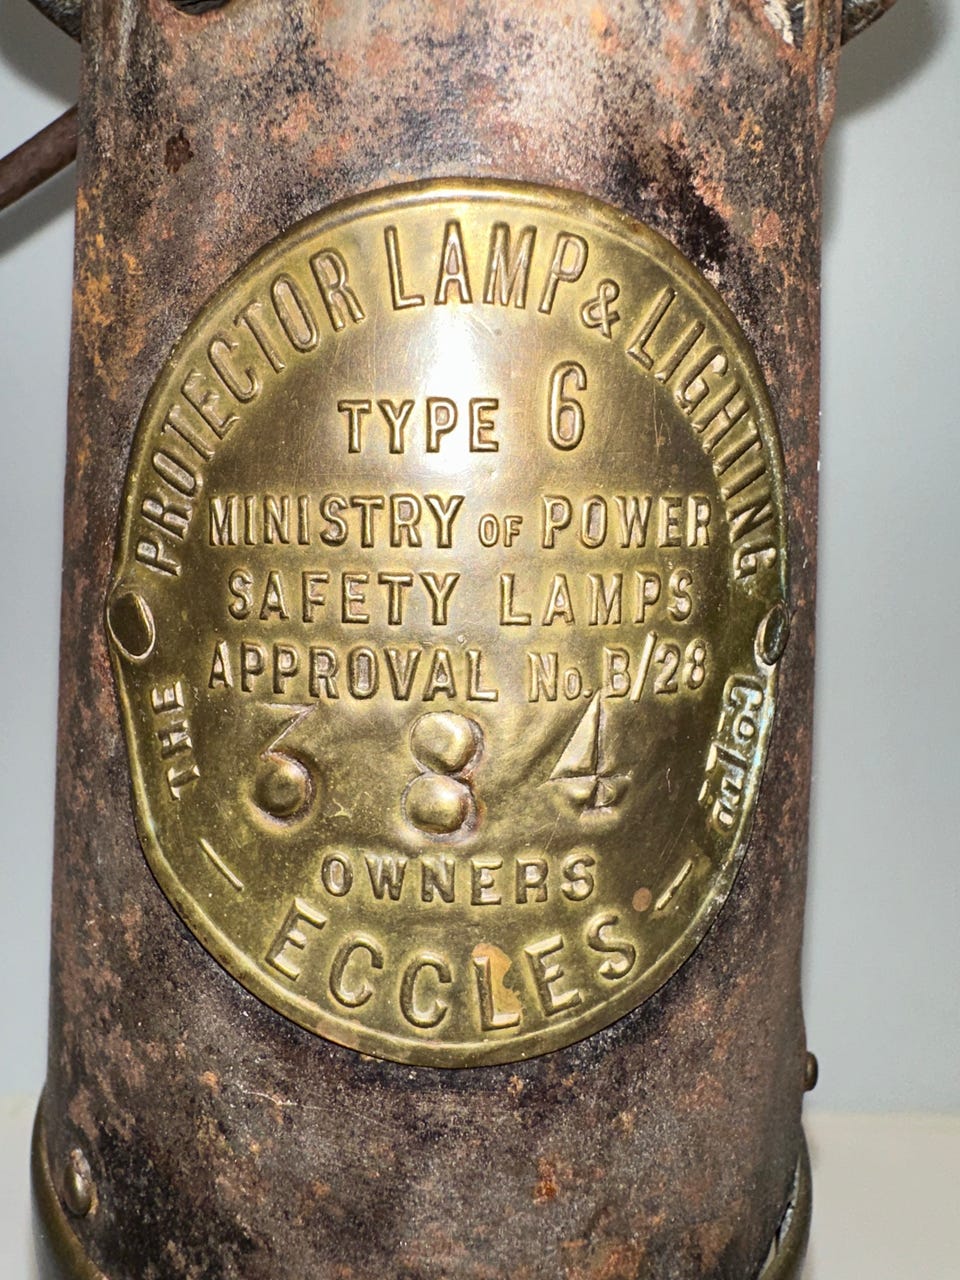 THE PROTECTOR LAMP & LIGHTING CO LTD
TYPE 6
MINISTRY OF POWER
SAFETY LAMPS
APPROVAL No. B/28
384
OWNERS
ECCLES